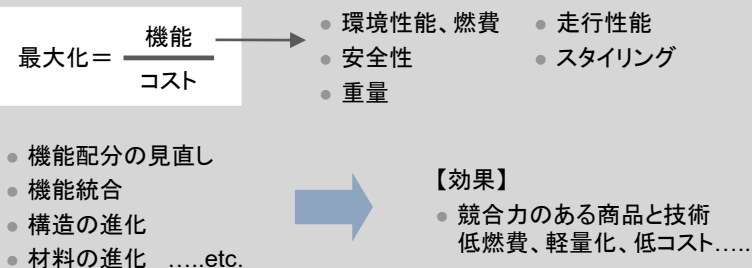 最大化＝ 機能
コスト
● 環境性能、燃費
● 安全性
● 重量
● 走行性能
● スタイリング
● 機能配分の見直し
● 機能統合
● 構造の進化
● 材料の進化 …..etc.
【効果】
● 競合力のある商品と技術
低燃費、軽量化、低コスト…..